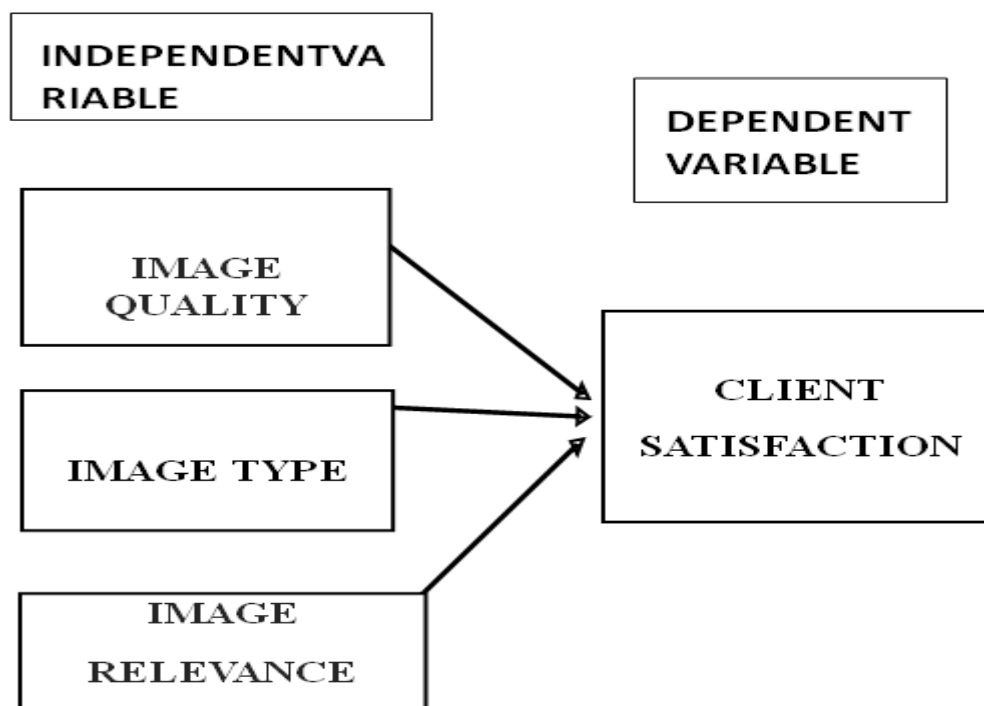 INDEPENDENTVA
RIABLE
DEPENDENT
VARIABLE
IMAGE
QUALITY
IMAGE TYPE
IMAGE
RELEVANCE
CLIENT
SATISFACTION